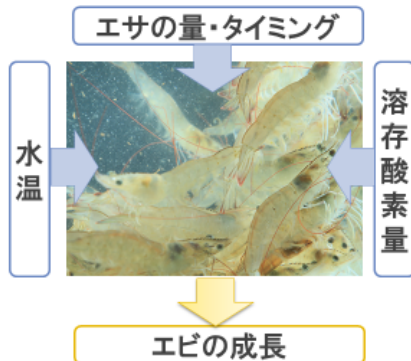 エサの量・タイミング
水温
溶存酸素量
エビの成長